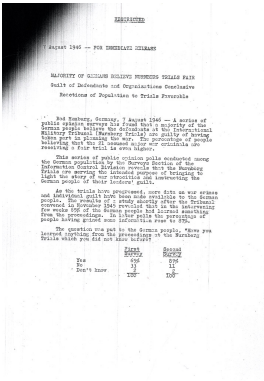 RESTRICTED
August 1946 -- FOR IMMEDIATE RELEASE
MAJORITY OF GERMANS BELIEVE NURNBERG TRIALS FAIR
Guilt of Defendants and Organizations Conclusive
Reactions of Population to Trials Favorable
Bad Homburg, Germany, 7 August 1946 -- A series of
public opinion surveys has found that a majority of the
German people believe the defendants at the International
Military Tribunal (Nurnberg Trials) are guilty of having
taken part in planning the war. The percentage of people
believing that the 21 accused major war criminals are
receiving a fair trial is even higher.
This series of public opinion polls conducted among
the German population by the Surveys Section of the
Information Control Division reveals that the Nurnberg
Trials are serving the intended purpose of bringing to
light the story of war atrocities and instructing the
German people of their leaders' guilt.
As the trials have progressed, more data on war crimes
and individual guilt have been made available to the German
people. The results of a study shortly after the Tribunal
convened in November 1945 revealed that in the intervening
few weeks 65% of the German people had learned something
from the proceedings. In later polls the percentage of
people having gained some information rose to 87%.
The question was put to the German people, "Have you
learned anything from the proceedings at the Nurnberg
Trials which you did not know before?
First Second
Survey Survey
Yes 65% 87%
No 11
Don't know 2
100 100